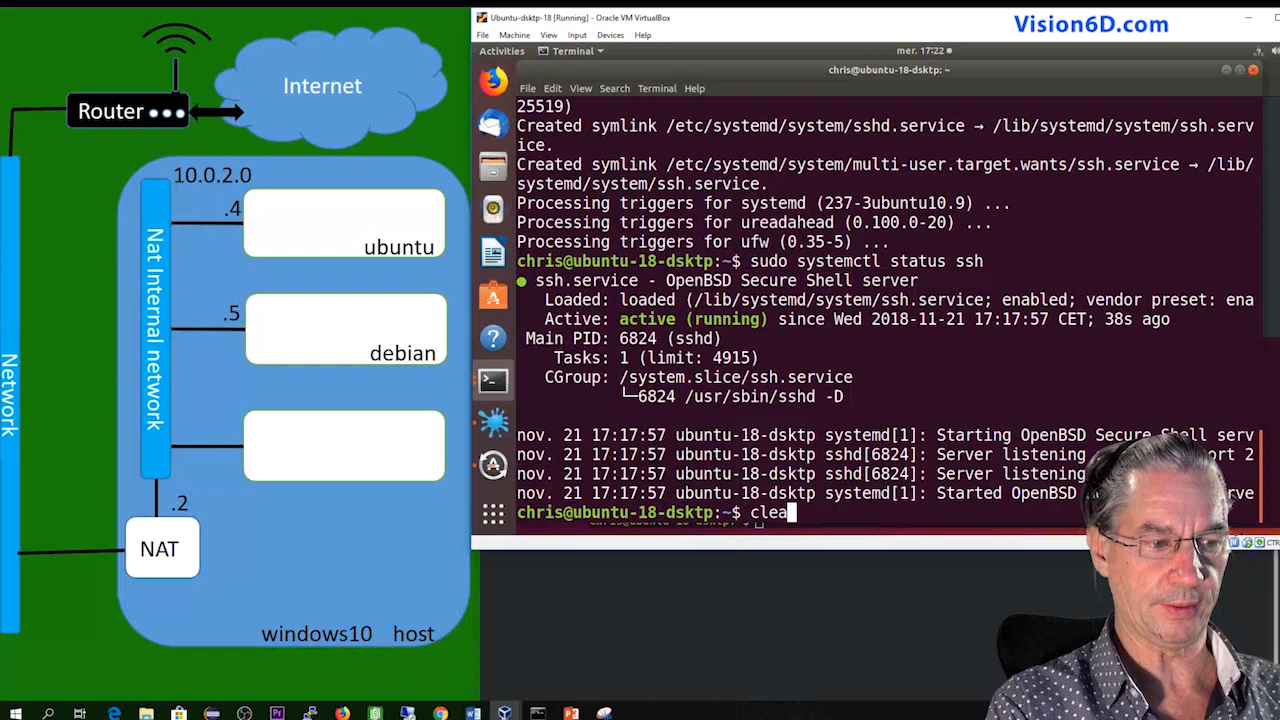 Ubuntu-dsktp-18 [Running] - Oracle VM VirtualBox
Vision6D.com
File Machine View Input Devices Help
Activities Terminal mer. 17:22
chris@ubuntu-18-dsktp: ~
File Edit View Search Terminal Help
25519)
Created symlink /etc/systemd/system/sshd.service → /lib/systemd/system/ssh.serv
ice.
Created symlink /etc/systemd/system/multi-user.target.wants/ssh.service → /lib/
systemd/system/ssh.service.
Processing triggers for systemd (237-3ubuntu10.9) ...
Processing triggers for ureadahead (0.100.0-20) ...
Processing triggers for ufw (0.35-5) ...
chris@ubuntu-18-dsktp:~$ sudo systemctl status ssh
● ssh.service - OpenBSD Secure Shell server
Loaded: loaded (/lib/systemd/system/ssh.service; enabled; vendor preset: ena
Active: active (running) since Wed 2018-11-21 17:17:57 CET; 38s ago
Main PID: 6824 (sshd)
Tasks: 1 (limit: 4915)
CGroup: /system.slice/ssh.service
└─6824 /usr/sbin/sshd -D
nov. 21 17:17:57 ubuntu-18-dsktp systemd[1]: Starting OpenBSD Secure Shell serv
nov. 21 17:17:57 ubuntu-18-dsktp sshd[6824]: Server listening ort 2
nov. 21 17:17:57 ubuntu-18-dsktp sshd[6824]: Server listening
nov. 21 17:17:57 ubuntu-18-dsktp systemd[1]: Started OpenBSD erve
chris@ubuntu-18-dsktp:~$ clea
Internet
Router
10.0.2.0
.4
ubuntu
.5
debian
Nat Internal network
Network
.2
NAT
windows10 host